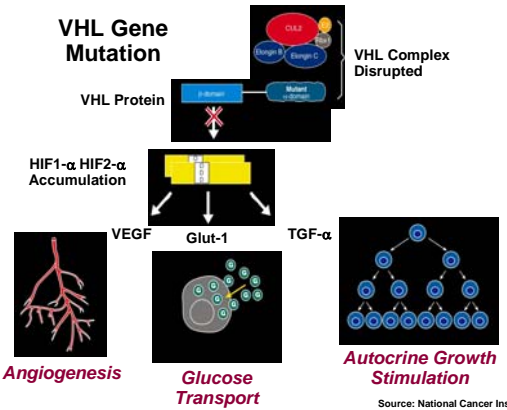 VHL Gene
Mutation
CUL2
Rbx1
Elongin B
Elongin C
VHL Complex
Disrupted
VHL Protein
β-domain
Mutant
α-domain
X
HIF1-α HIF2-α
Accumulation
VEGF
Glut-1
TGF-α
G
G
G
G
G
G
G
G
G
G
Angiogenesis
Glucose
Transport
Autocrine Growth
Stimulation
Source: National Cancer Ins